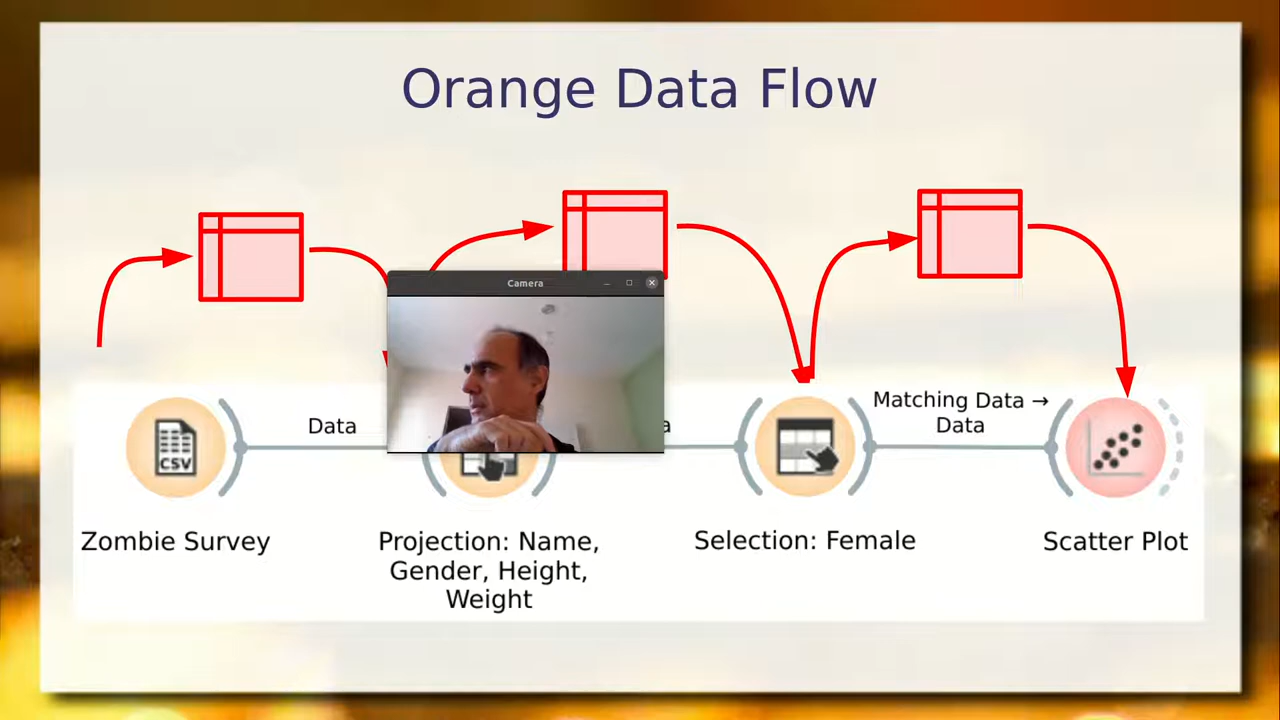 Orange Data Flow
Camera
Matching Data →
Data
Data
a
CSV
Zombie Survey
Projection: Name,
Gender, Height,
Weight
Selection: Female
Scatter Plot